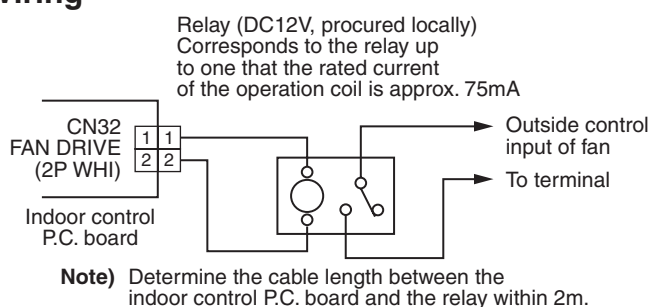 Relay (DC12V, procured locally)
Corresponds to the relay up
to one that the rated current
of the operation coil is approx. 75mA
CN32
FAN DRIVE
(2P WHI)
1 1
2 2
Outside control
input of fan
To terminal
Indoor control
P.C. board
Note) Determine the cable length between the
indoor control P.C. board and the relay within 2m.